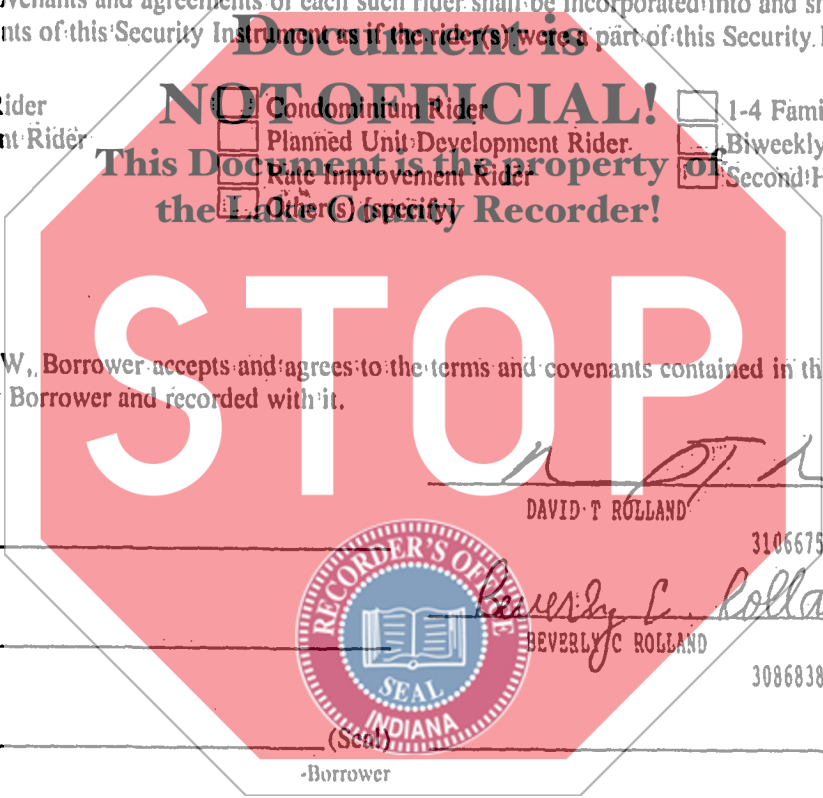 venants and agreements of each such rider shall be incorporated into and
nts of this Security Instrument as if the rider(s) were a part of this Security
Document is
NOT OFFICIAL!
This Document is the property of
the Lake County Recorder!
Rider Condominium Rider 1-4 Fami
nt Rider Planned Unit Development Rider Biweekly
Rate Improvement Rider Second H
Other(s) [specify]
STOP
W, Borrower accepts and agrees to the terms and covenants contained in th
Borrower and recorded with it.
DAVID T ROLLAND
3106675
Beverly C. Rolla
BEVERLY C ROLLAND
3086838
RECORDER'S OFFICE
SEAL
INDIANA
(Seal)
-Borrower